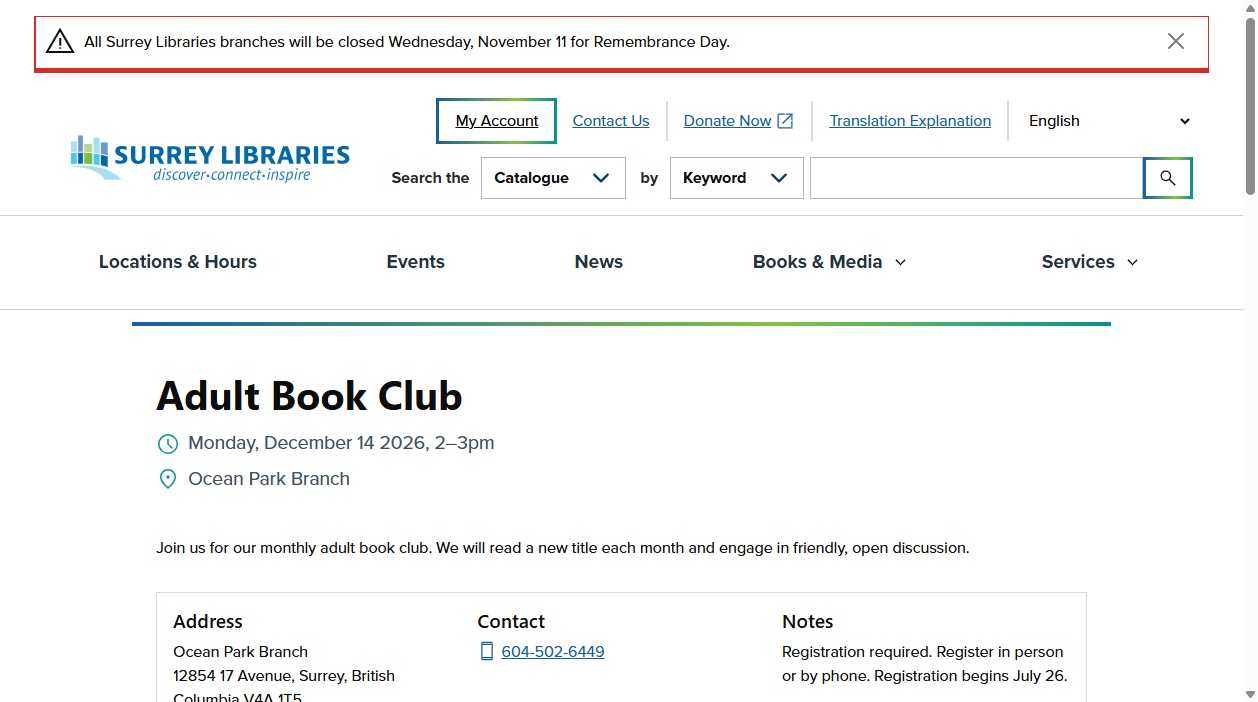 All Surrey Libraries branches will be closed Wednesday, November 11 for Remembrance Day.
My Account
Contact Us
Donate Now
Translation Explanation
English
SURREY LIBRARIES
discover•connect•inspire
Search the
Catalogue
by
Keyword
Locations & Hours
Events
News
Books & Media
Services
Adult Book Club
Monday, December 14 2026, 2–3pm
Ocean Park Branch
Join us for our monthly adult book club. We will read a new title each month and engage in friendly, open discussion.
Address
Ocean Park Branch
12854 17 Avenue, Surrey, British
Columbia V4A 1T5
Contact
604-502-6449
Notes
Registration required. Register in person
or by phone. Registration begins July 26.